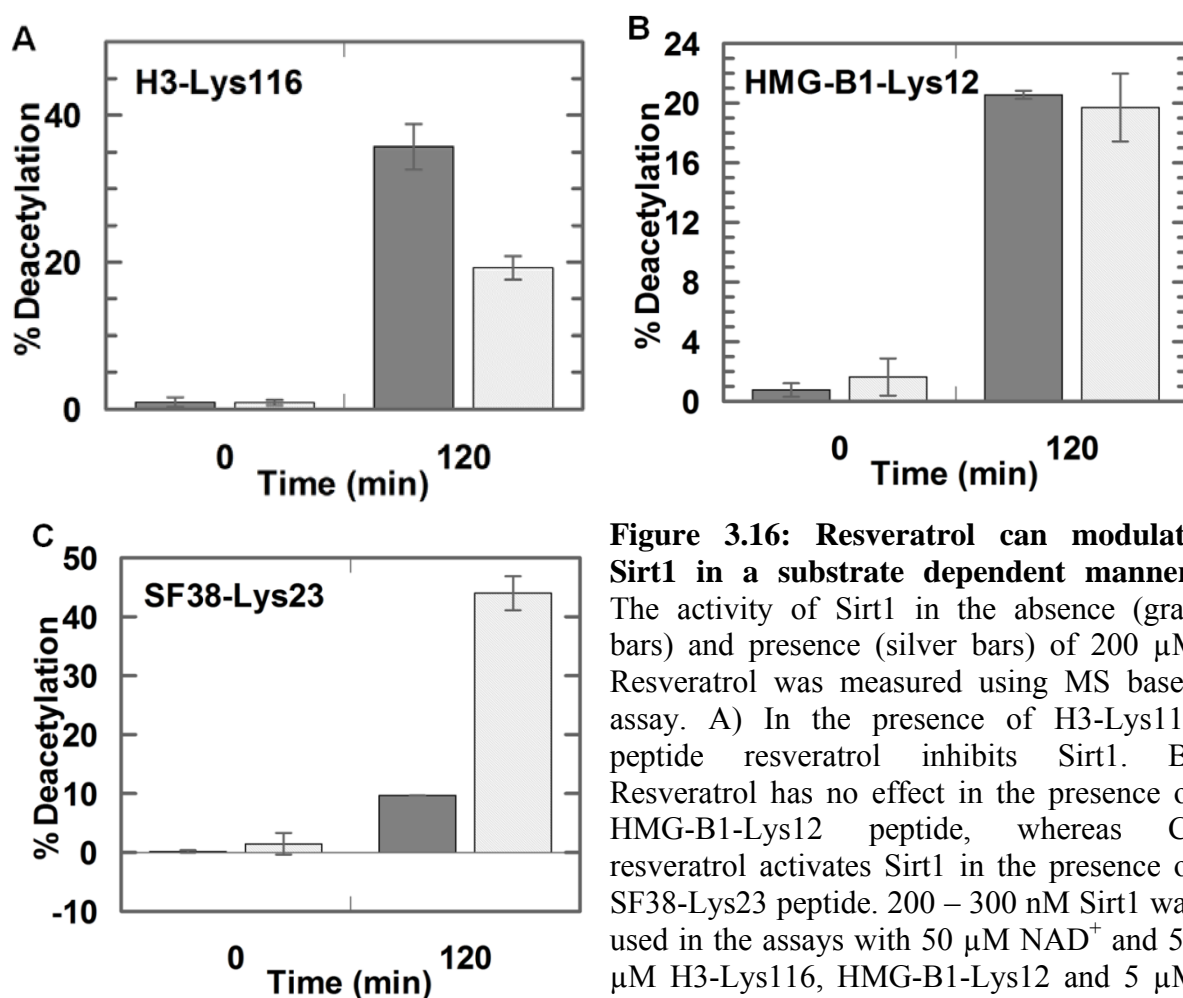 A
H3-Lys116
% Deacetylation
40
20
0
0
120
Time (min)
B
HMG-B1-Lys12
% Deacetylation
24
20
16
12
8
4
0
0
120
Time (min)
C
SF38-Lys23
% Deacetylation
50
40
30
20
10
0
-10
0
120
Time (min)
Figure 3.16: Resveratrol can modulat
Sirt1 in a substrate dependent manner
The activity of Sirt1 in the absence (gra
bars) and presence (silver bars) of 200 µM
Resveratrol was measured using MS base
assay. A) In the presence of H3-Lys11
peptide resveratrol inhibits Sirt1. B
Resveratrol has no effect in the presence o
HMG-B1-Lys12 peptide, whereas C
resveratrol activates Sirt1 in the presence o
SF38-Lys23 peptide. 200 – 300 nM Sirt1 wa
used in the assays with 50 µM NAD+ and 5
µM H3-Lys116, HMG-B1-Lys12 and 5 µM